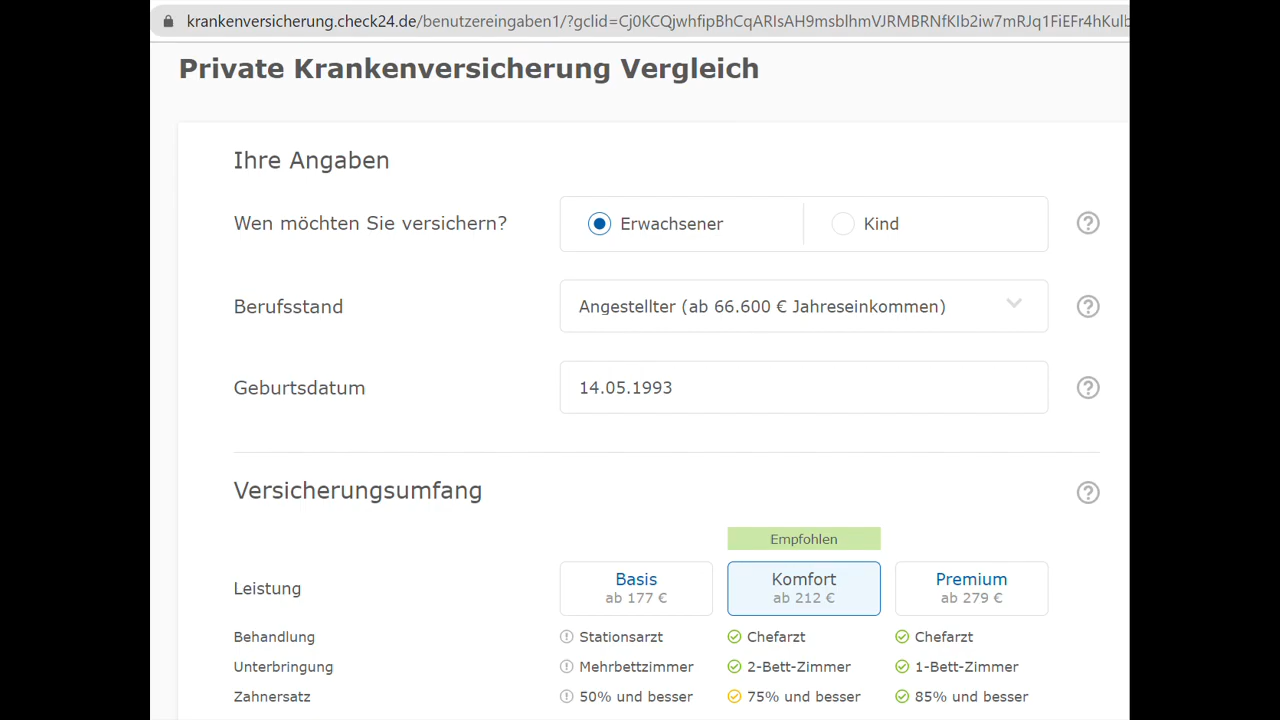 krankenversicherung.check24.de/benutzereingaben1/?gclid=Cj0KCQjwhfipBhCqARIsAH9msblhmVJRMBRNfKIb2iw7mRJq1FiEFr4hKulb
Private Krankenversicherung Vergleich
Ihre Angaben
Wen möchten Sie versichern? Erwachsener Kind ?
Berufsstand Angestellter (ab 66.600 € Jahreseinkommen) ?
Geburtsdatum 14.05.1993 ?
Versicherungsumfang ?
Empfohlen
Leistung Basis Komfort Premium
ab 177 € ab 212 € ab 279 €
Behandlung Stationsarzt Chefarzt Chefarzt
Unterbringung Mehrbettzimmer 2-Bett-Zimmer 1-Bett-Zimmer
Zahnersatz 50% und besser 75% und besser 85% und besser